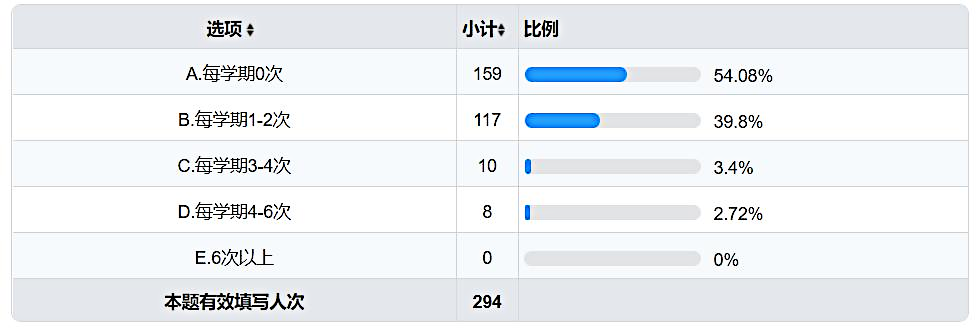 选项 小计 比例
A.每学期0次 159 54.08%
B.每学期1-2次 117 39.8%
C.每学期3-4次 10 3.4%
D.每学期4-6次 8 2.72%
E.6次以上 0 0%
本题有效填写人次 294